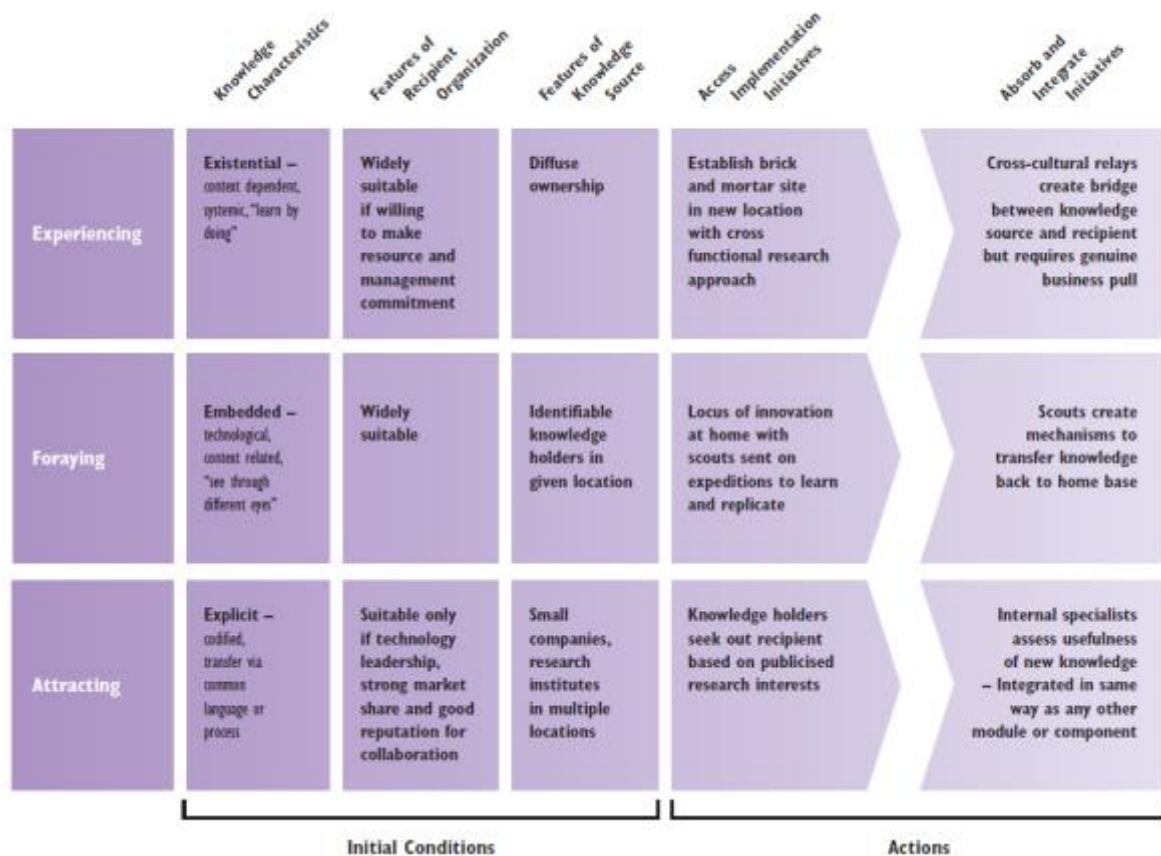 Knowledge
Characteristics
Features of
Recipient
Organization
Features of
Knowledge
Source
Access
Implementation
Initiatives
Absorb and
Integrate
Initiatives
Experiencing
Existential –
context dependent,
systemic, "learn by
doing"
Widely
suitable
if willing
to make
resource and
management
commitment
Diffuse
ownership
Establish brick
and mortar site
in new location
with cross
functional research
approach
Cross-cultural relays
create bridge
between knowledge
source and recipient
but requires genuine
business pull
Foraying
Embedded –
technological,
context related,
"see through
different eyes"
Widely
suitable
Identifiable
knowledge
holders in
given location
Locus of innovation
at home with
scouts sent on
expeditions to learn
and replicate
Scouts create
mechanisms to
transfer knowledge
back to home base
Attracting
Explicit –
codified,
transfer via
common
language or
process
Suitable only
if technology
leadership,
strong market
share and good
reputation for
collaboration
Small
companies,
research
institutes
in multiple
locations
Knowledge holders
seek out recipient
based on publicised
research interests
Internal specialists
assess usefulness
of new knowledge
– Integrated in same
way as any other
module or component
Initial Conditions
Actions